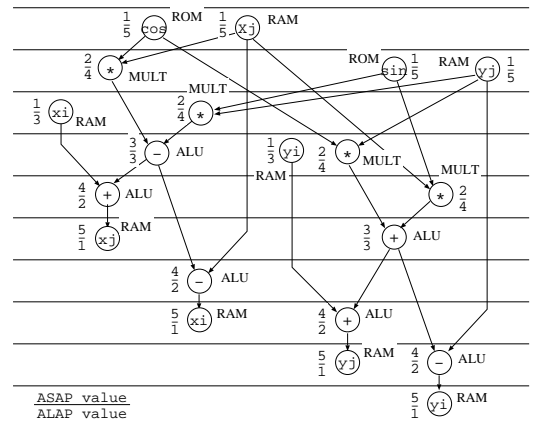 1/5 cos ROM 1/5 Xj RAM
2/4 * MULT ROM sin 1/5 RAM yj 1/5
1/3 xi RAM 2/4 * MULT
3/3 - ALU 1/3 yi RAM 2/4 * MULT
4/2 + ALU MULT * 2/4
5/1 xj RAM 3/3 + ALU
4/2 - ALU
5/1 xi RAM 4/2 + ALU
5/1 yj RAM 4/2 - ALU
ASAP value
ALAP value
5/1 yi RAM